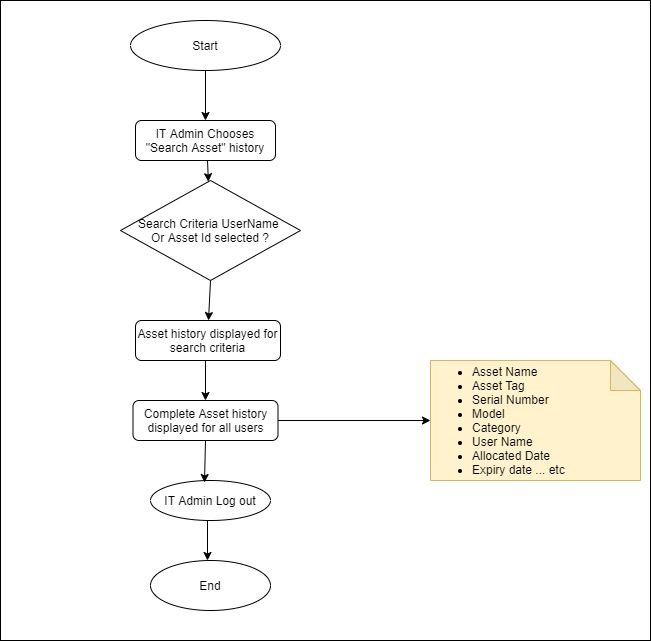 Start
IT Admin Chooses
"Search Asset" history
Search Criteria UserName
Or Asset Id selected ?
Asset history displayed for
search criteria
Complete Asset history
displayed for all users
• Asset Name
• Asset Tag
• Serial Number
• Model
• Category
• User Name
• Allocated Date
• Expiry date ... etc
IT Admin Log out
End